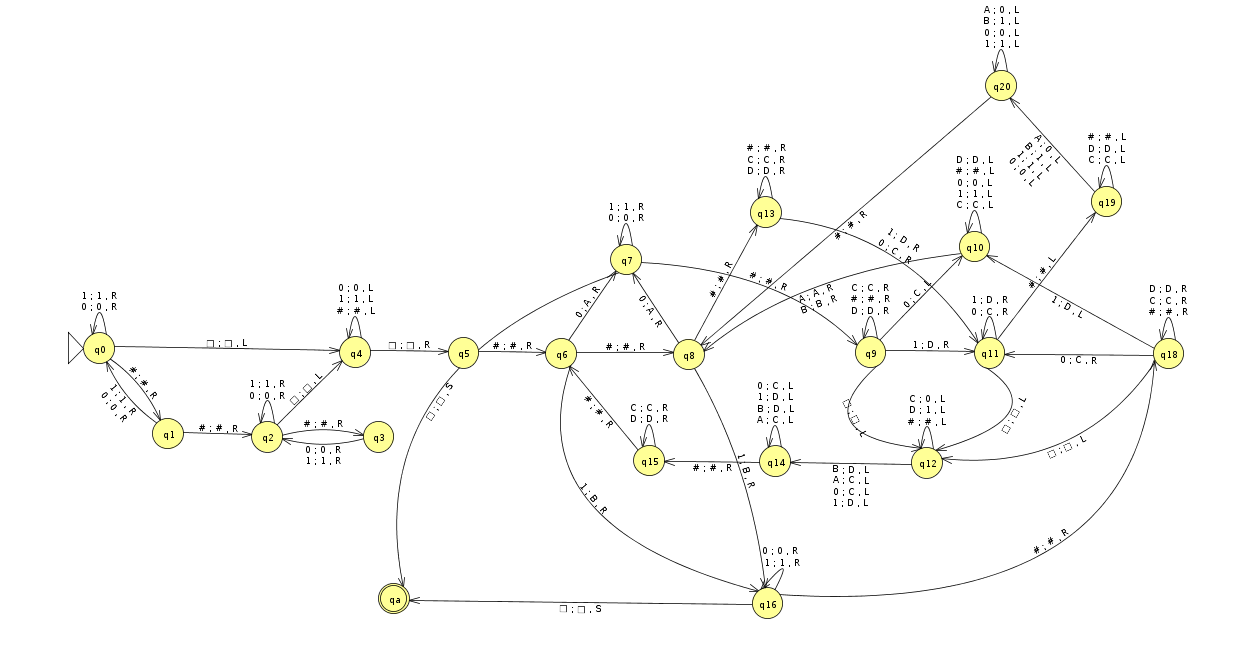 A ; 0 , L
B ; 1 , L
0 ; 0 , L
1 ; 1 , L
q20
# ; # , R
C ; C , R
D ; D , R
q13
# ; # , L
D ; D , L
C ; C , L
q19
A ; 0 , L
B ; 1 , L
1 ; 1 , L
0 ; 0 , L
D ; D , L
# ; # , L
0 ; 0 , L
1 ; 1 , L
C ; C , L
q10
1 ; 1 , R
0 ; 0 , R
q7
# ; # , R
1 ; D , R
0 ; C , R
# ; # , R
# ; # , R
A ; A , R
B ; B , R
# ; # , L
1 ; 1 , R
0 ; 0 , R
q0
□ ; □ , L
0 ; 0 , L
1 ; 1 , L
# ; # , L
q4
□ ; □ , R
q5
# ; # , R
0 ; A , R
q6
# ; # , R
0 ; A , R
q8
C ; C , R
# ; # , R
D ; D , R
q9
0 ; C , L
1 ; D , R
1 ; D , R
0 ; C , R
q11
1 ; D , L
0 ; C , R
D ; D , R
C ; C , R
# ; # , R
q18
# ; # , R
1 ; 1 , R
0 ; 0 , R
q1
# ; # , R
1 ; 1 , R
0 ; 0 , R
q2
□ ; □ , L
# ; # , R
0 ; 0 , R
1 ; 1 , R
q3
□ ; □ , S
# ; # , R
C ; C , R
D ; D , R
q15
# ; # , R
0 ; C , L
1 ; D , L
B ; D , L
A ; C , L
q14
B ; D , L
A ; C , L
0 ; C , L
1 ; D , L
□ ; □ , L
C ; 0 , L
D ; 1 , L
# ; # , L
q12
□ ; □ , L
□ ; □ , L
1 ; B , R
1 ; B , R
# ; # , R
0 ; 0 , R
1 ; 1 , R
q16
□ ; □ , S
qa